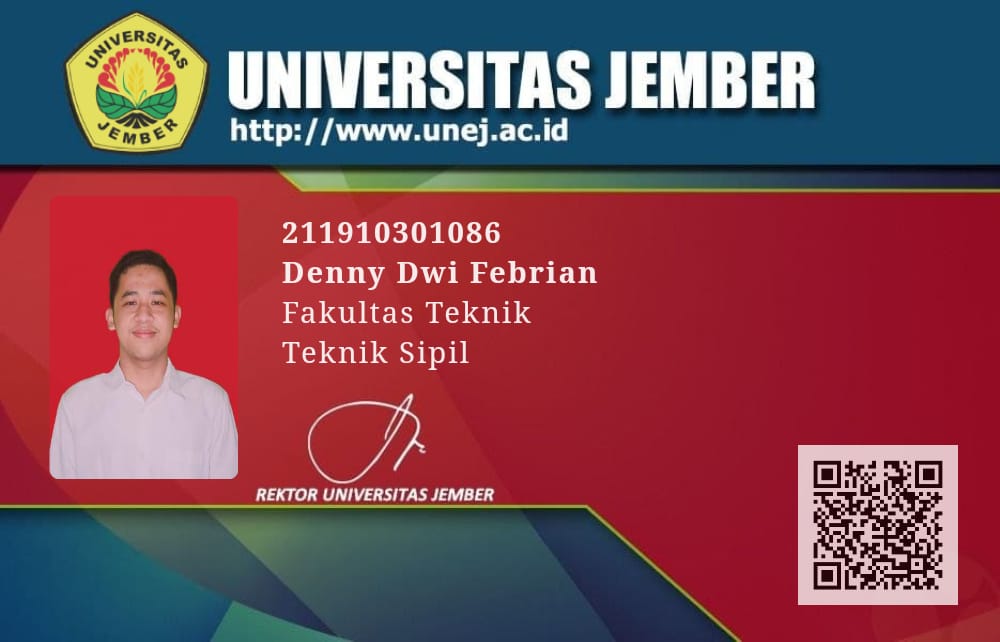 UNIVERSITAS
JEMBER
UNIVERSITAS JEMBER
http://www.unej.ac.id
211910301086
Denny Dwi Febrian
Fakultas Teknik
Teknik Sipil
REKTOR UNIVERSITAS JEMBER